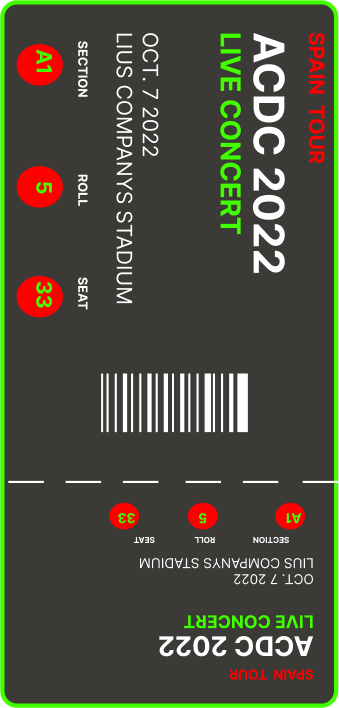 SPAIN TOUR
ACDC 2022
LIVE CONCERT
OCT. 7 2022
LIUS COMPANYS STADIUM
SECTION
ROLL
SEAT
A1
5
33
SPAIN TOUR
ACDC 2022
LIVE CONCERT
OCT. 7 2022
LIUS COMPANYS STADIUM
SECTION
ROLL
SEAT
A1
5
33